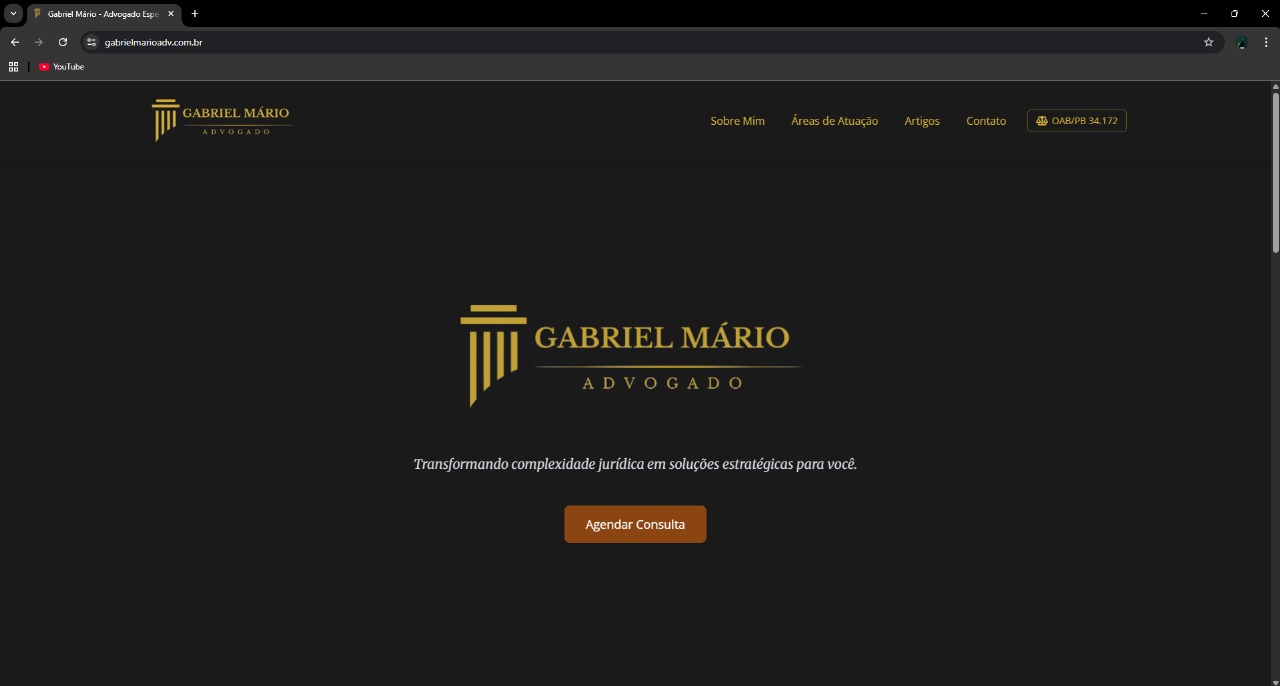 Gabriel Mário - Advogado Espe
gabrielmarioadv.com.br
YouTube
GABRIEL MÁRIO
ADVOGADO
Sobre Mim
Áreas de Atuação
Artigos
Contato
OAB/PB 34.172
GABRIEL MÁRIO
ADVOGADO
Transformando complexidade jurídica em soluções estratégicas para você.
Agendar Consulta